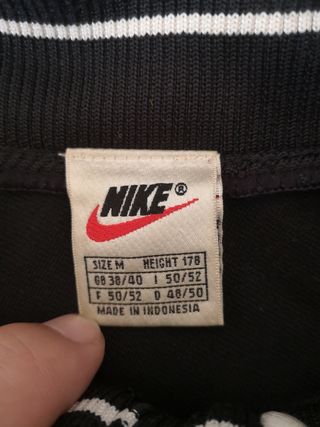 NIKE®
SIZE M HEIGHT 178
GB 38/40 I 50/52
F 50/52 D 48/50
MADE IN INDONESIA